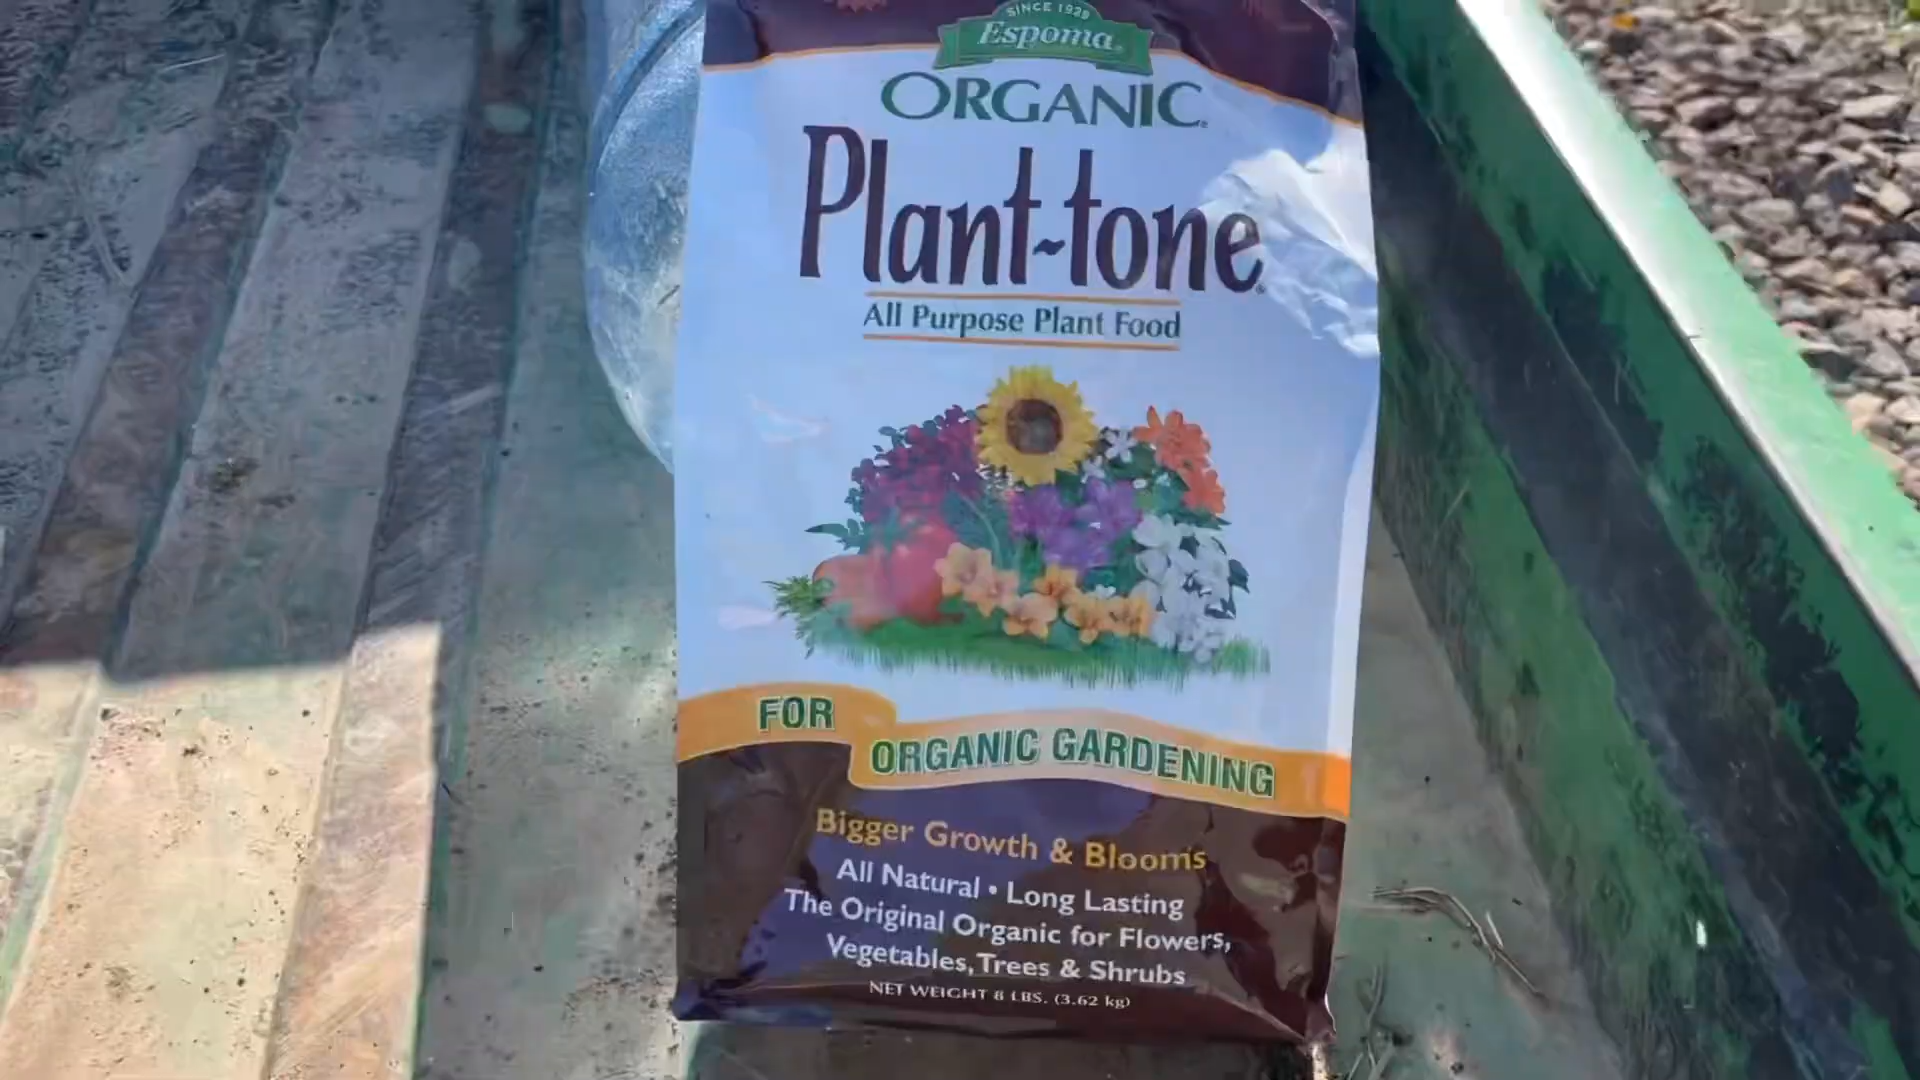 SINCE 1929
Espoma®
ORGANIC®
Plant-tone®
All Purpose Plant Food
FOR
ORGANIC GARDENING
Bigger Growth & Blooms
All Natural • Long Lasting
The Original Organic for Flowers,
Vegetables, Trees & Shrubs
NET WEIGHT 8 LBS. (3.62 kg)